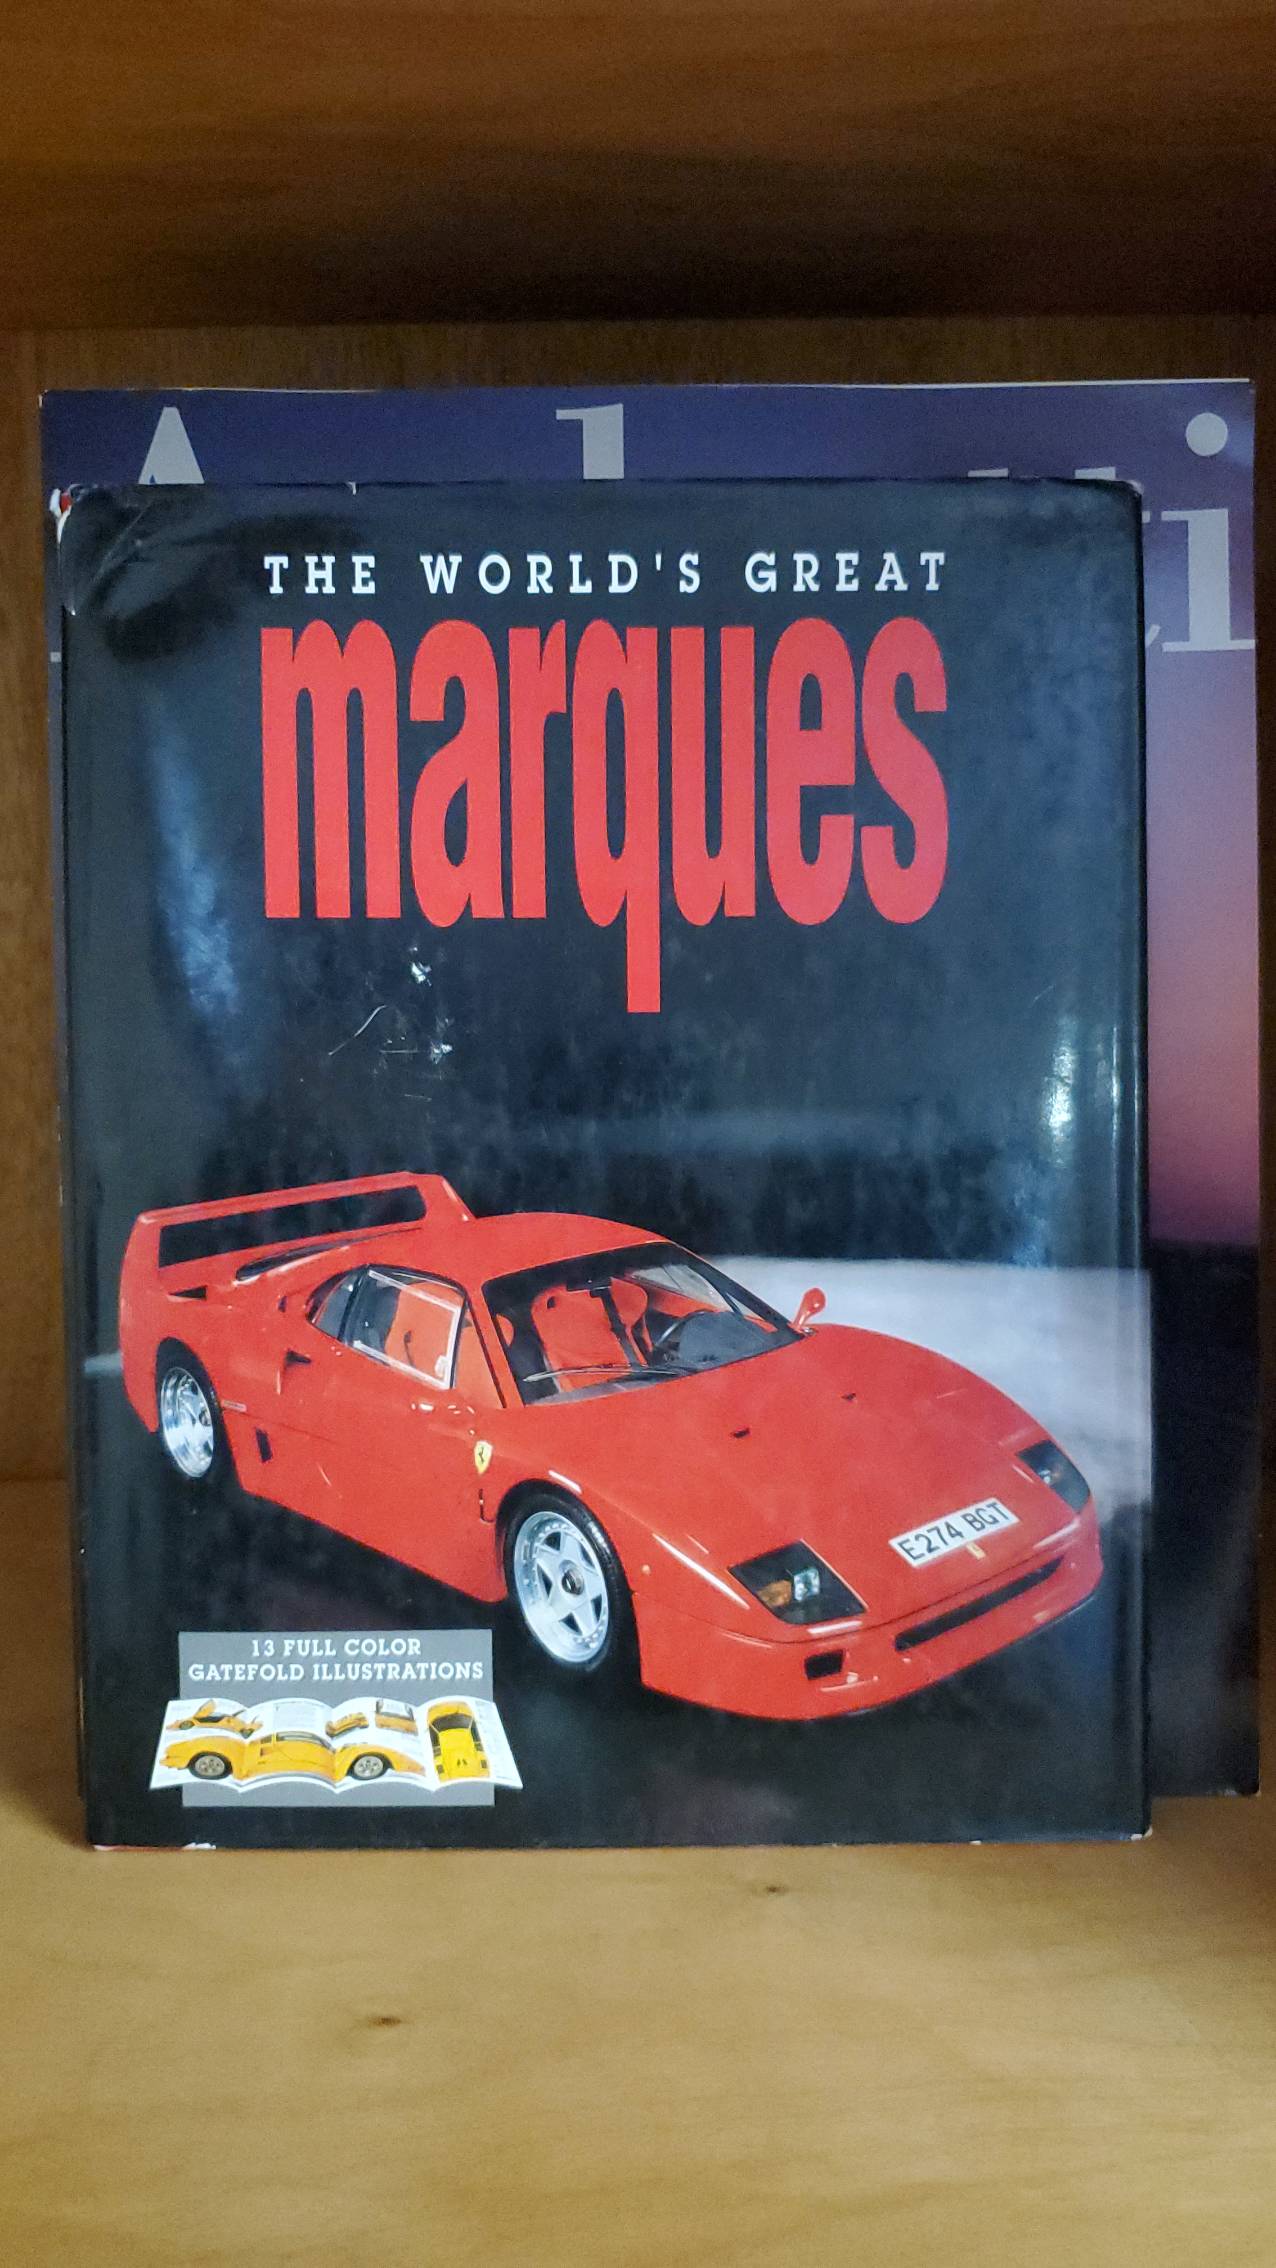 THE WORLD'S GREAT
marques
E274 BGT
13 FULL COLOR
GATEFOLD ILLUSTRATIONS